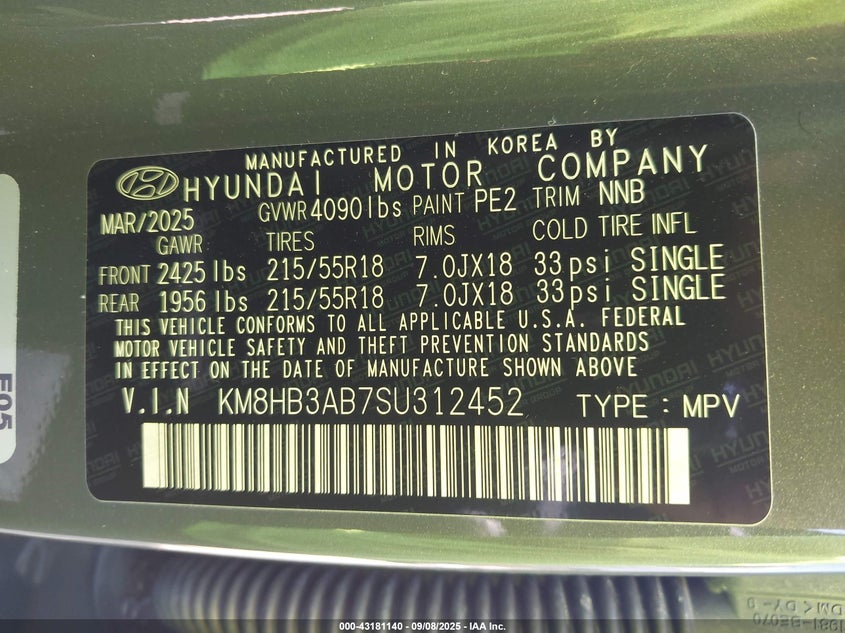 MANUFACTURED IN KOREA BY
HYUNDAI MOTOR COMPANY
MAR/2025 GVWR 4090 lbs PAINT PE2 TRIM NNB
GAWR TIRES RIMS COLD TIRE INFL
FRONT 2425 lbs 215/55R18 7.0JX18 33 psi SINGLE
REAR 1956 lbs 215/55R18 7.0JX18 33 psi SINGLE
THIS VEHICLE CONFORMS TO ALL APPLICABLE U.S.A. FEDERAL
MOTOR VEHICLE SAFETY AND THEFT PREVENTION STANDARDS
IN EFFECT ON THE DATE OF MANUFACTURE SHOWN ABOVE
V.I.N KM8HB3AB7SU312452 TYPE : MPV
E05
000-43181140 - 09/08/2025 - IAA Inc.